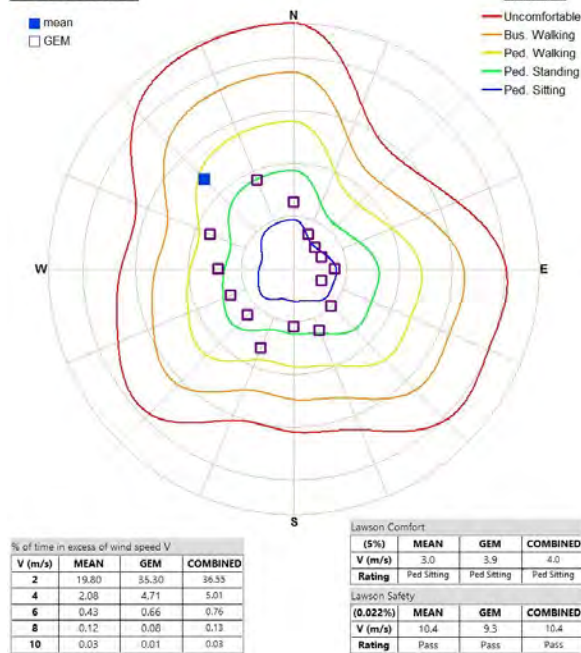 N
mean
GEM
Uncomfortable
Bus. Walking
Ped. Walking
Ped. Standing
Ped. Sitting
W
E
S
% of time in excess of wind speed V
V (m/s) MEAN GEM COMBINED
2 19.80 35.30 36.55
4 2.08 4.71 5.01
6 0.43 0.66 0.76
8 0.12 0.08 0.13
10 0.03 0.01 0.03
Lawson Comfort
(5%) MEAN GEM COMBINED
V (m/s) 3.0 3.9 4.0
Rating Ped Sitting Ped Sitting Ped Sitting
Lawson Safety
(0.022%) MEAN GEM COMBINED
V (m/s) 10.4 9.3 10.4
Rating Pass Pass Pass